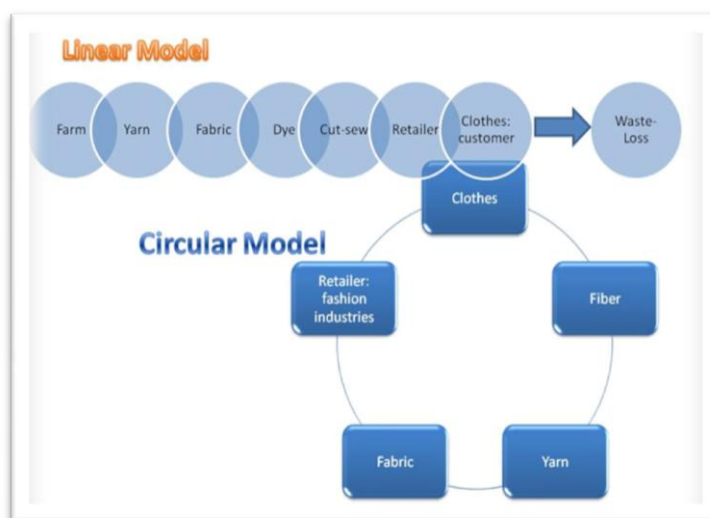 Linear Model
Farm
Yarn
Fabric
Dye
Cut-sew
Retailer
Clothes:
customer
Waste-
Loss
Circular Model
Clothes
Fiber
Yarn
Fabric
Retailer:
fashion
industries